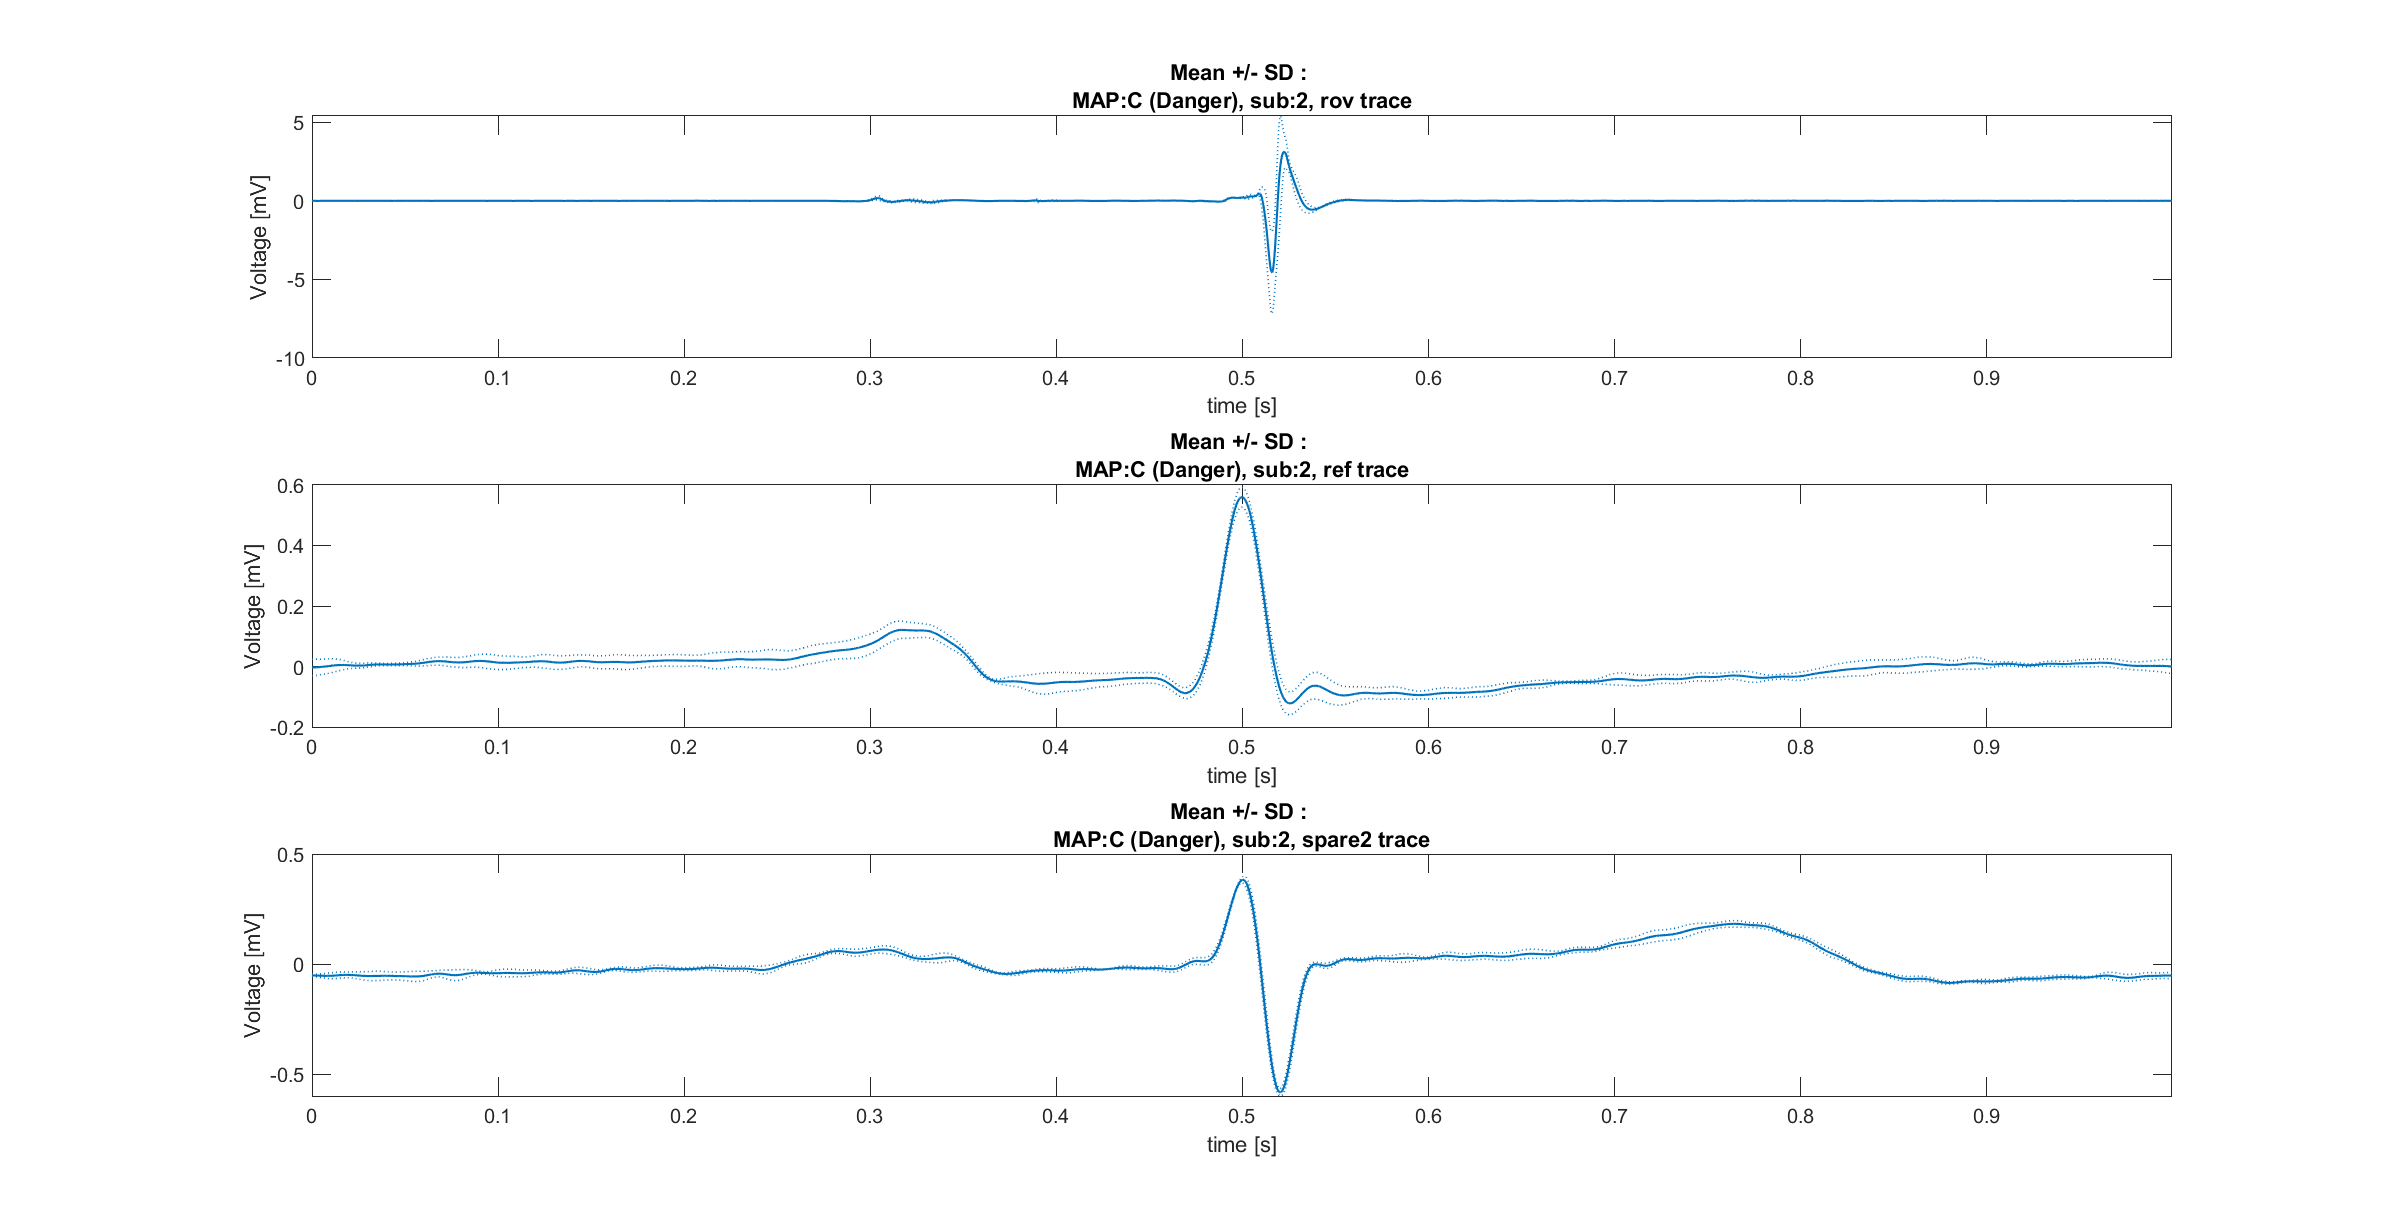 Mean +/- SD :
MAP:C (Danger), sub:2, rov trace
5
0
-5
-10
Voltage [mV]
0 0.1 0.2 0.3 0.4 0.5 0.6 0.7 0.8 0.9
time [s]
Mean +/- SD :
MAP:C (Danger), sub:2, ref trace
0.6
0.4
0.2
0
-0.2
Voltage [mV]
0 0.1 0.2 0.3 0.4 0.5 0.6 0.7 0.8 0.9
time [s]
Mean +/- SD :
MAP:C (Danger), sub:2, spare2 trace
0.5
0
-0.5
Voltage [mV]
0 0.1 0.2 0.3 0.4 0.5 0.6 0.7 0.8 0.9
time [s]